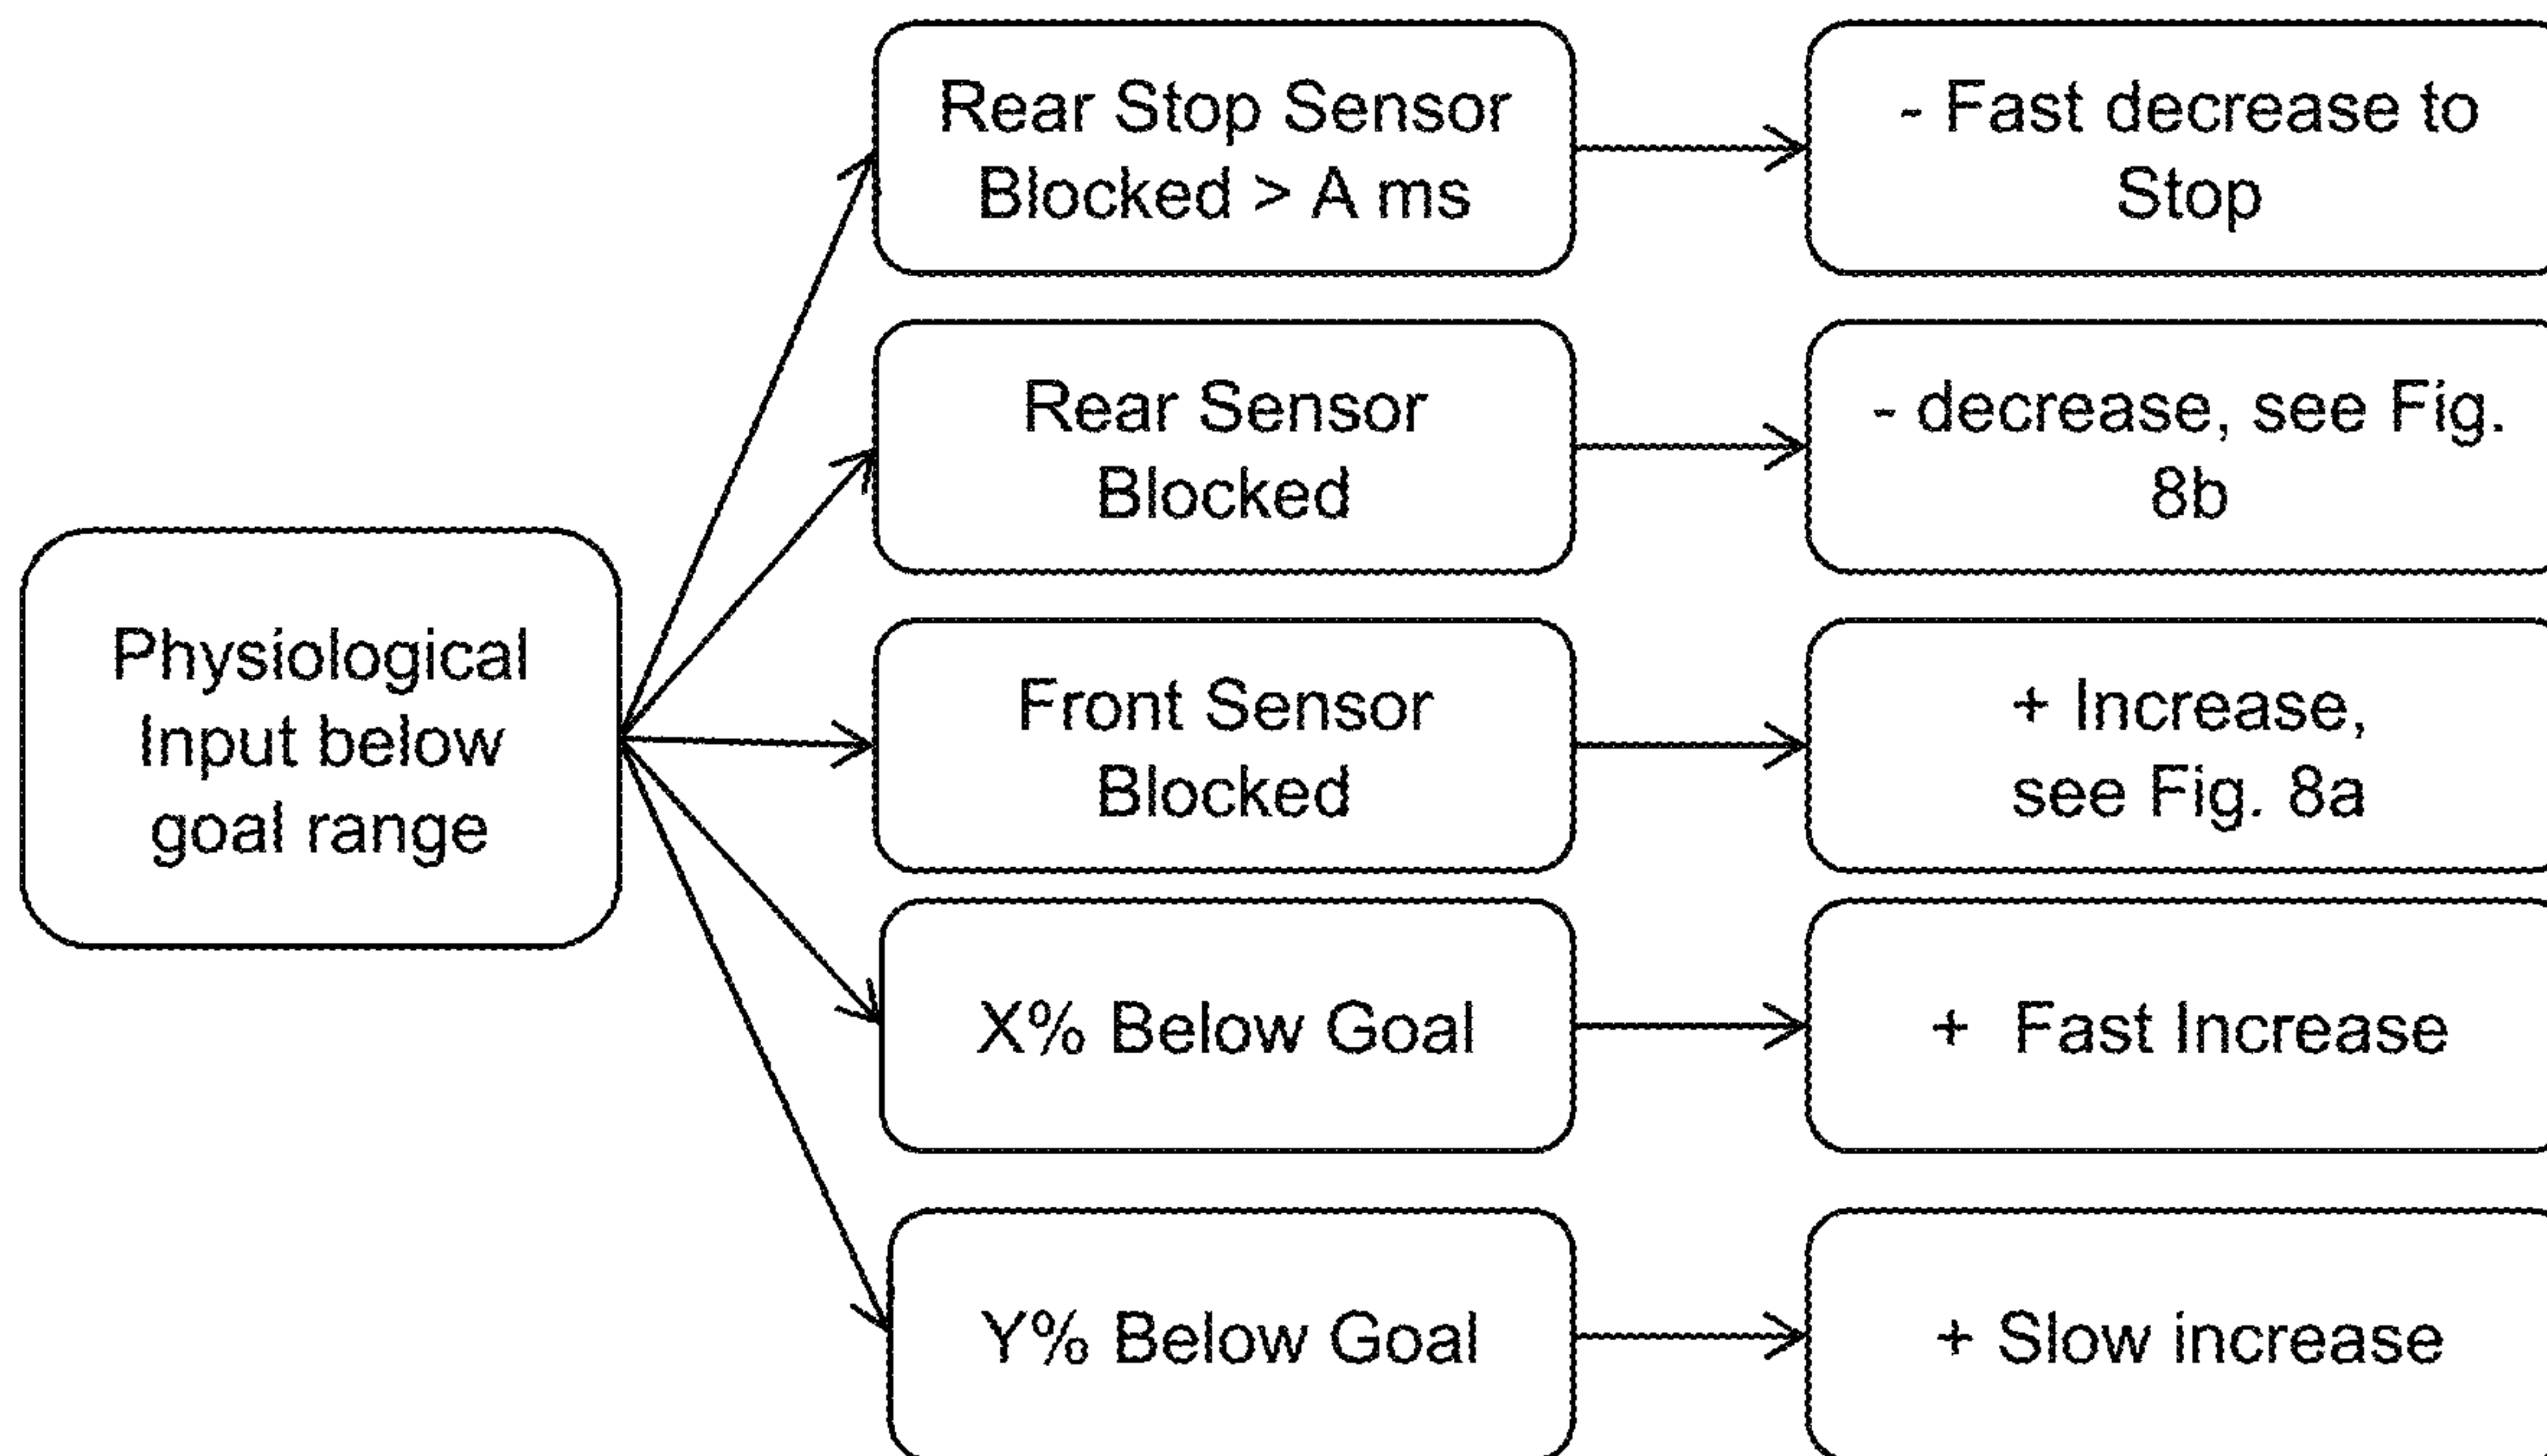 Rear Stop Sensor
Blocked > A ms
- Fast decrease to
Stop
Rear Sensor
Blocked
- decrease, see Fig.
8b
Physiological
Input below
goal range
Front Sensor
Blocked
+ Increase,
see Fig. 8a
X% Below Goal
+ Fast Increase
Y% Below Goal
+ Slow increase